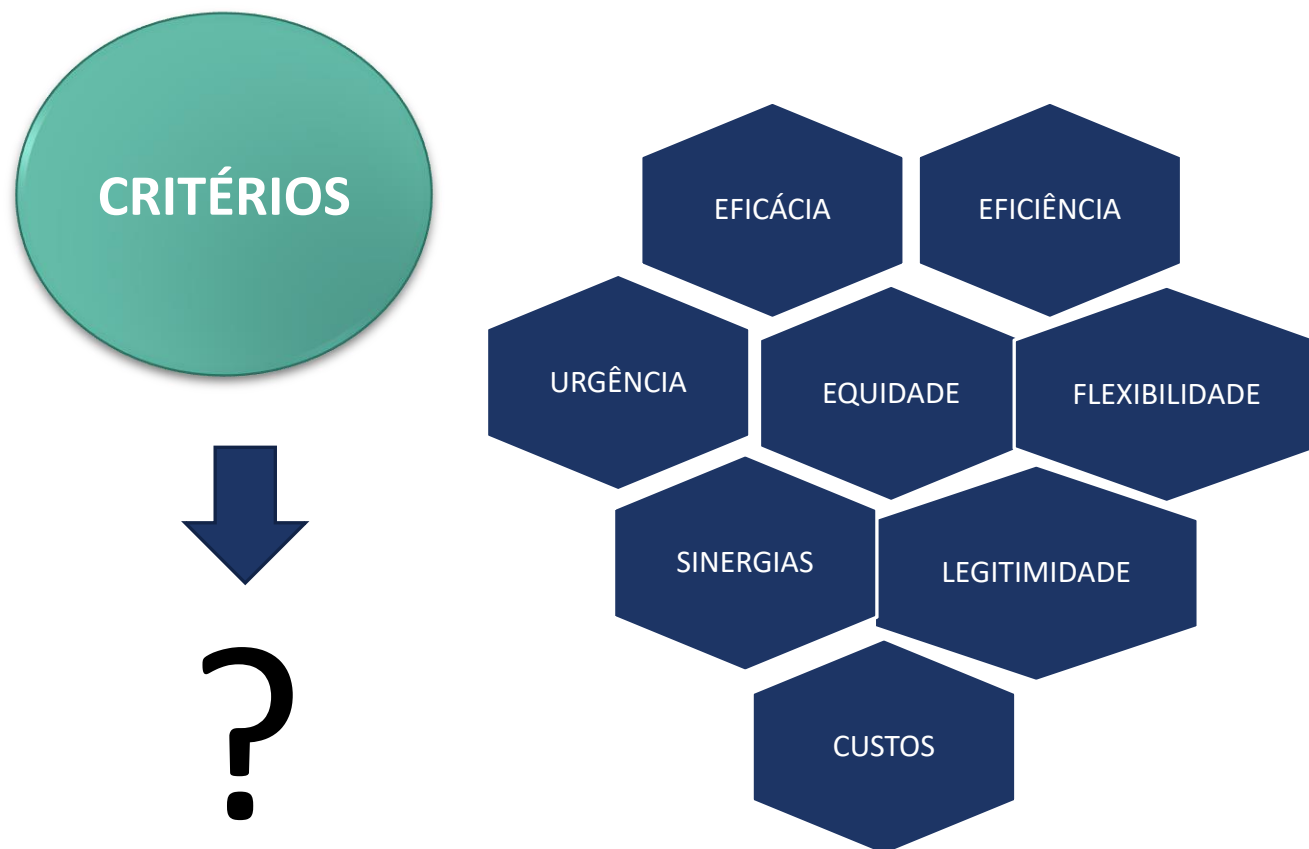 CRITÉRIOS
?
EFICÁCIA
EFICIÊNCIA
URGÊNCIA
EQUIDADE
FLEXIBILIDADE
SINERGIAS
LEGITIMIDADE
CUSTOS